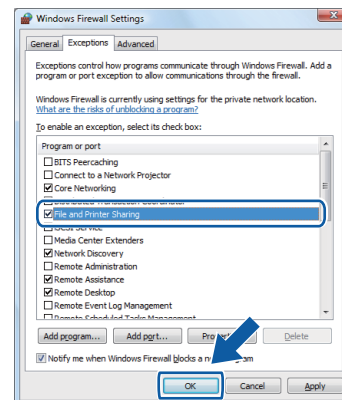 Windows Firewall Settings
General Exceptions Advanced
Exceptions control how programs communicate through Windows Firewall. Add a
program or port exception to allow communications through the firewall.
Windows Firewall is currently using settings for the private network location.
What are the risks of unblocking a program?
To enable an exception, select its check box:
Program or port
BITS Peercaching
Connect to a Network Projector
Core Networking
File and Printer Sharing
Media Center Extenders
Network Discovery
Remote Administration
Remote Assistance
Remote Desktop
Remote Event Log Management
Remote Scheduled Tasks Management
Add program... Add port... Delete
Notify me when Windows Firewall blocks a
OK Cancel Apply